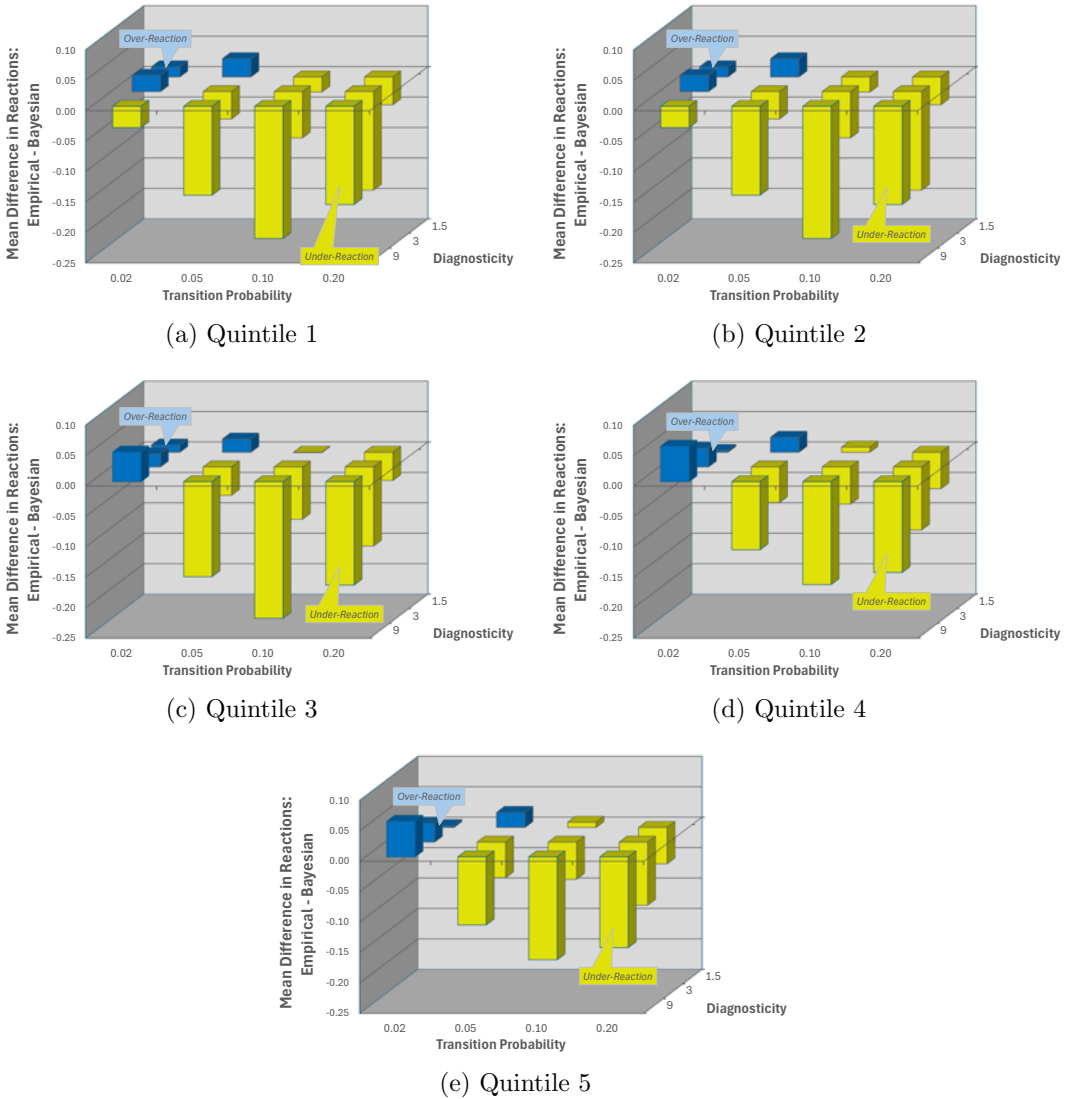 Mean Difference in Reactions:
Empirical - Bayesian
0.10
0.05
0.00
-0.05
-0.10
-0.15
-0.20
-0.25
Over-Reaction
Under-Reaction
1.5
3
9
Diagnosticity
0.02 0.05 0.10 0.20
Transition Probability
(a) Quintile 1
Mean Difference in Reactions:
Empirical - Bayesian
0.10
0.05
0.00
-0.05
-0.10
-0.15
-0.20
-0.25
Over-Reaction
Under-Reaction
1.5
3
9
Diagnosticity
0.02 0.05 0.10 0.20
Transition Probability
(b) Quintile 2
Mean Difference in Reactions:
Empirical - Bayesian
0.10
0.05
0.00
-0.05
-0.10
-0.15
-0.20
-0.25
Over-Reaction
Under-Reaction
1.5
3
9
Diagnosticity
0.02 0.05 0.10 0.20
Transition Probability
(c) Quintile 3
Mean Difference in Reactions:
Empirical - Bayesian
0.10
0.05
0.00
-0.05
-0.10
-0.15
-0.20
-0.25
Over-Reaction
Under-Reaction
1.5
3
9
Diagnosticity
0.02 0.05 0.10 0.20
Transition Probability
(d) Quintile 4
Mean Difference in Reactions:
Empirical - Bayesian
0.10
0.05
0.00
-0.05
-0.10
-0.15
-0.20
-0.25
Over-Reaction
Under-Reaction
1.5
3
9
Diagnosticity
0.02 0.05 0.10 0.20
Transition Probability
(e) Quintile 5